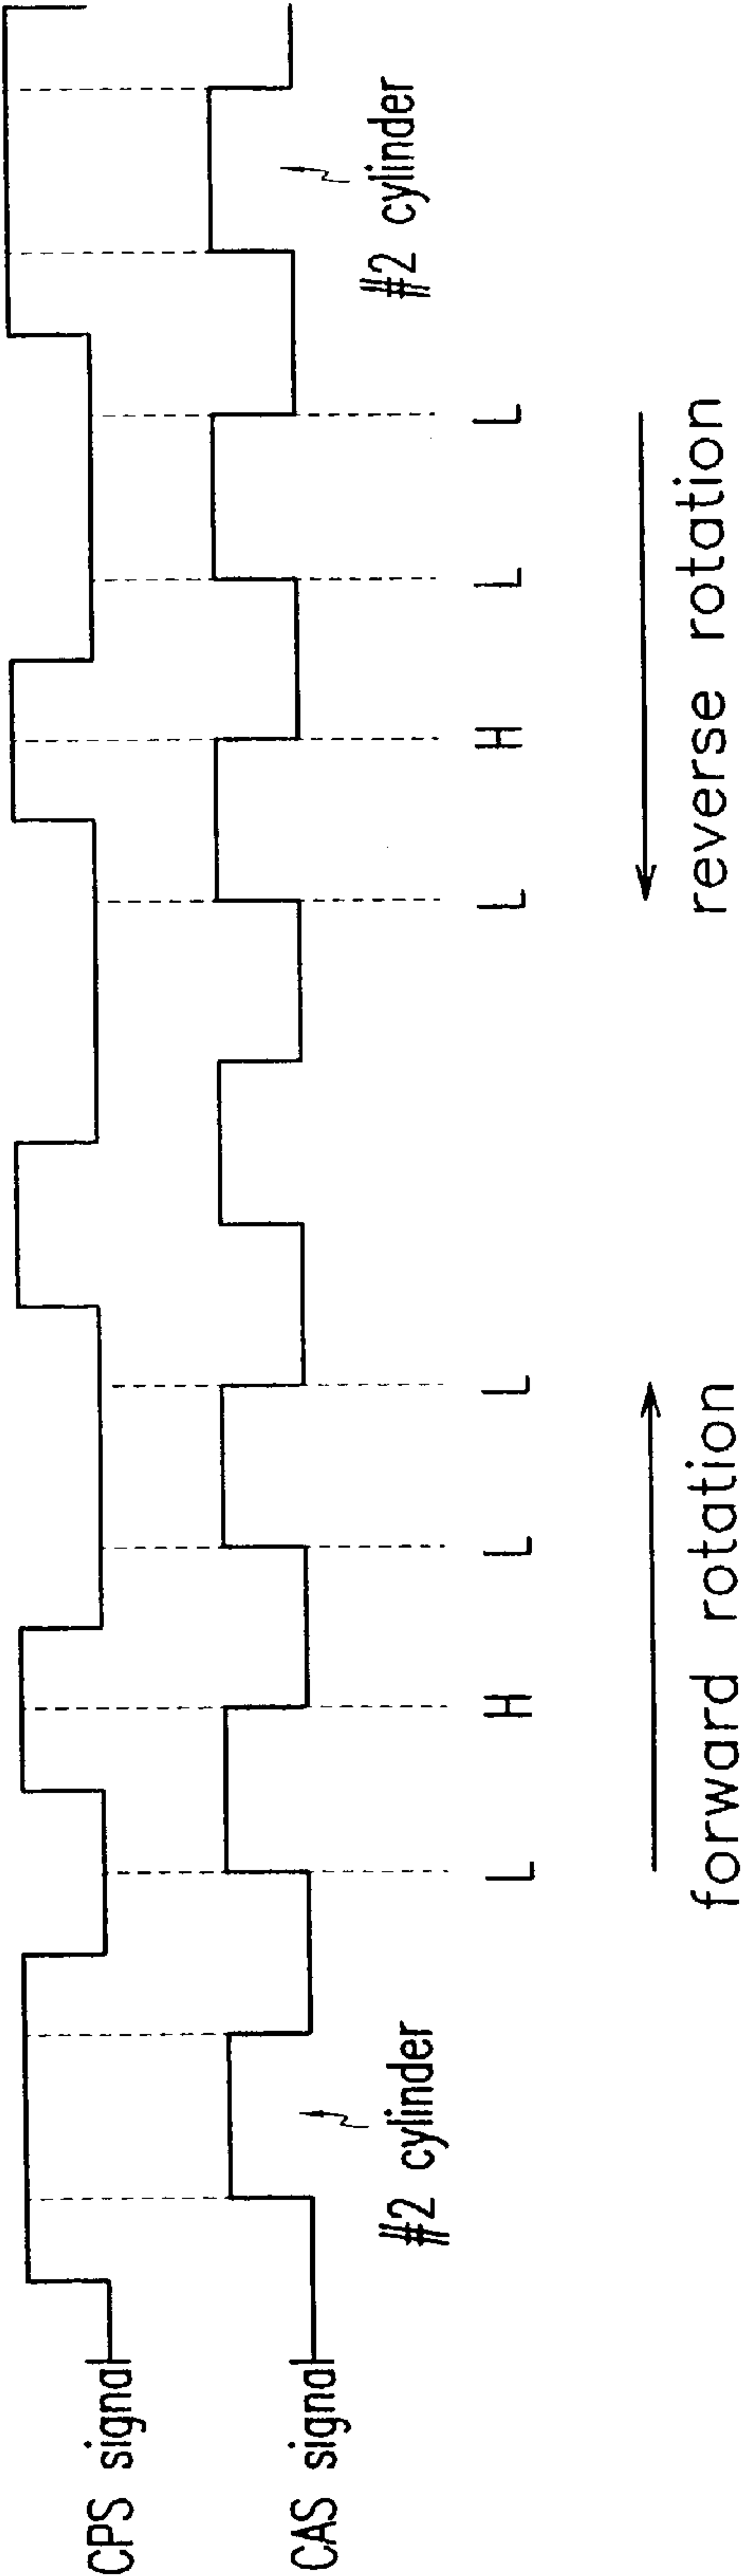 CPS signal
CAS signal
#2 cylinder
#2 cylinder
L H L L
L H L L
forward rotation
reverse rotation